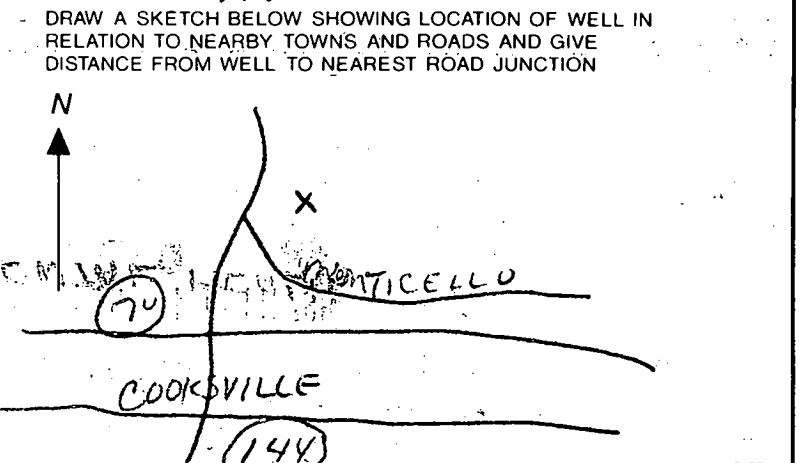 DRAW A SKETCH BELOW SHOWING LOCATION OF WELL IN
RELATION TO NEARBY TOWNS AND ROADS AND GIVE
DISTANCE FROM WELL TO NEAREST ROAD JUNCTION
N
X
MONTICELLO
70
COOKSVILLE
144